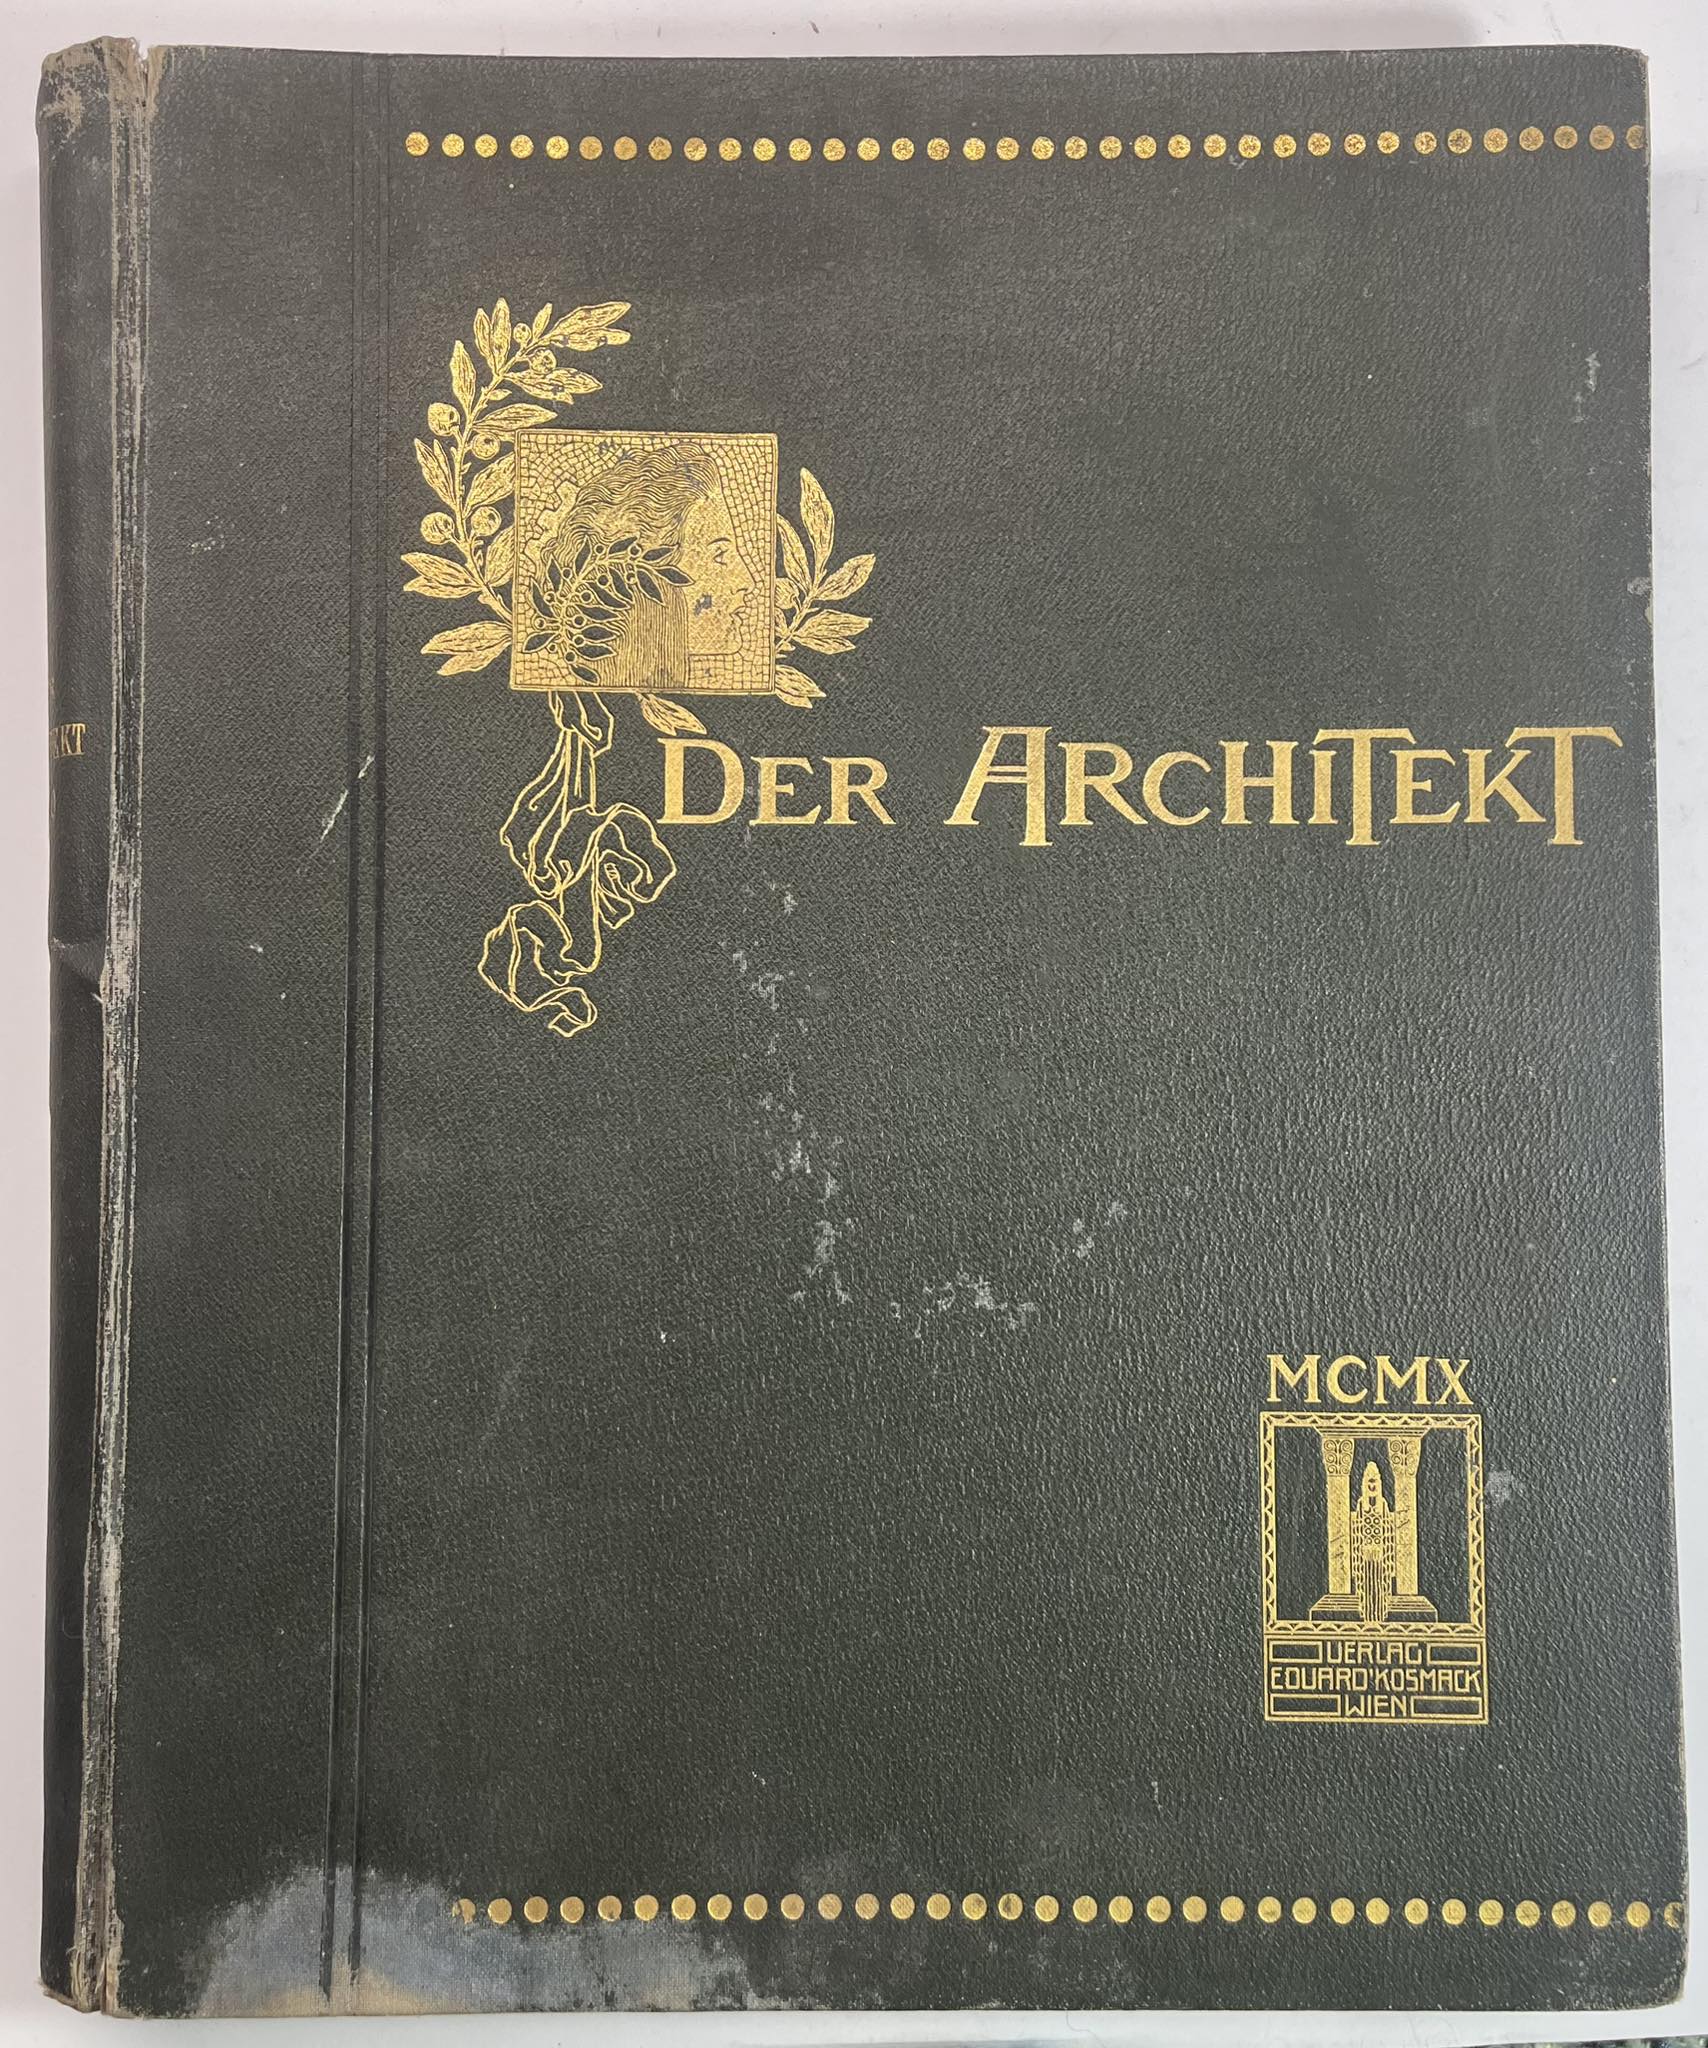 DER ARCHITEKT
MCMX
VERLAG
EDUARD KOSMACK
WIEN